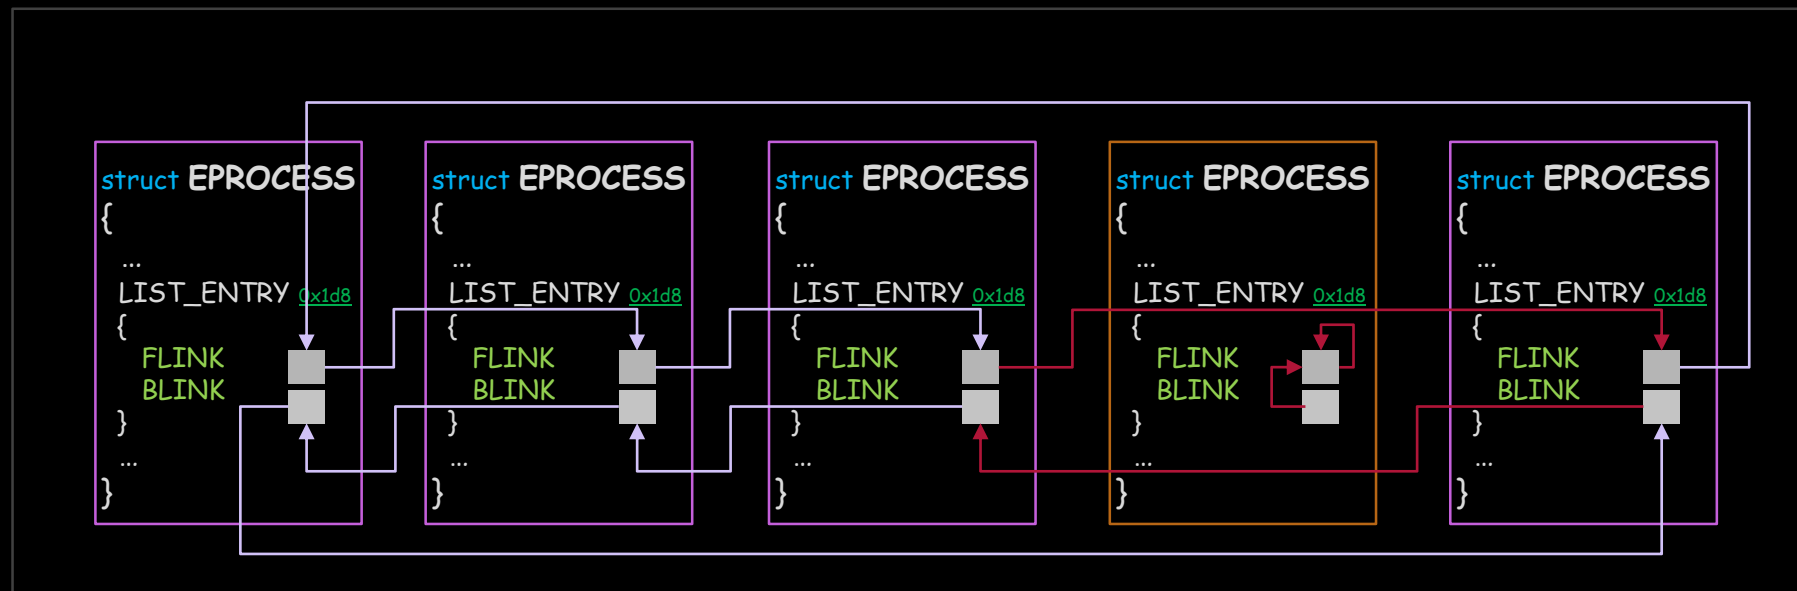 struct EPROCESS
{
...
LIST_ENTRY 0x1d8
{
FLINK
BLINK
}
...
}
struct EPROCESS
{
...
LIST_ENTRY 0x1d8
{
FLINK
BLINK
}
...
}
struct EPROCESS
{
...
LIST_ENTRY 0x1d8
{
FLINK
BLINK
}
...
}
struct EPROCESS
{
...
LIST_ENTRY 0x1d8
{
FLINK
BLINK
}
...
}
struct EPROCESS
{
...
LIST_ENTRY 0x1d8
{
FLINK
BLINK
}
...
}